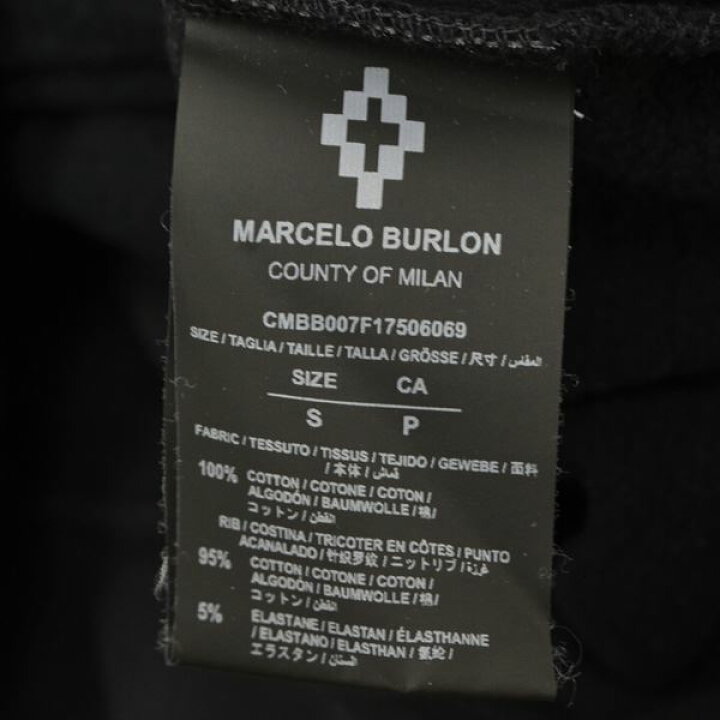 MARCELO BURLON
COUNTY OF MILAN
CMBB007F17506069
SIZE / TAGLIA / TAILLE / TALLA / GRÖSSE / 尺寸 / المقاس
SIZE CA
S P
FABRIC / TESSUTO / TISSUS / TEJIDO / GEWEBE / 面料
/ 本体 / قماش
100% COTTON / COTONE / COTON /
ALGODÓN / BAUMWOLLE / 棉/
コットン / القطن
RIB / COSTINA / TRICOTER EN CÔTES / PUNTO
ACANALADO / 针织罗纹 / ニットリブ /
95% COTTON / COTONE / COTON /
ALGODÓN / BAUMWOLLE / 棉/
コットン / القطن
5% ELASTANE / ELASTAN / ÉLASTHANNE
/ ELASTANO / ELASTHAN / 氨纶 /
エラスタン /